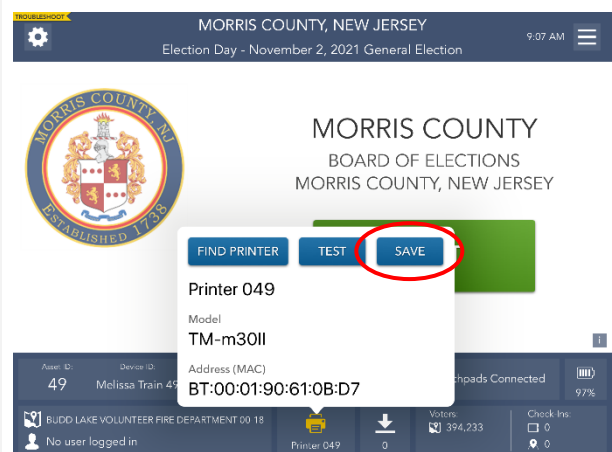 TROUBLESHOOT
MORRIS COUNTY, NEW JERSEY
Election Day - November 2, 2021 General Election
9:07 AM
MORRIS COUNTY, NJ
ESTABLISHED 1738
MORRIS COUNTY
BOARD OF ELECTIONS
MORRIS COUNTY, NEW JERSEY
FIND PRINTER
TEST
SAVE
Printer 049
Model
TM-m30II
Address (MAC)
BT:00:01:90:61:0B:D7
i
Asset ID:
49
Device ID:
Melissa Train 49
chpads Connected
97%
BUDD LAKE VOLUNTEER FIRE DEPARTMENT 00-18
No user logged in
Printer 049
0
Voters:
394,233
Check-Ins:
0
0